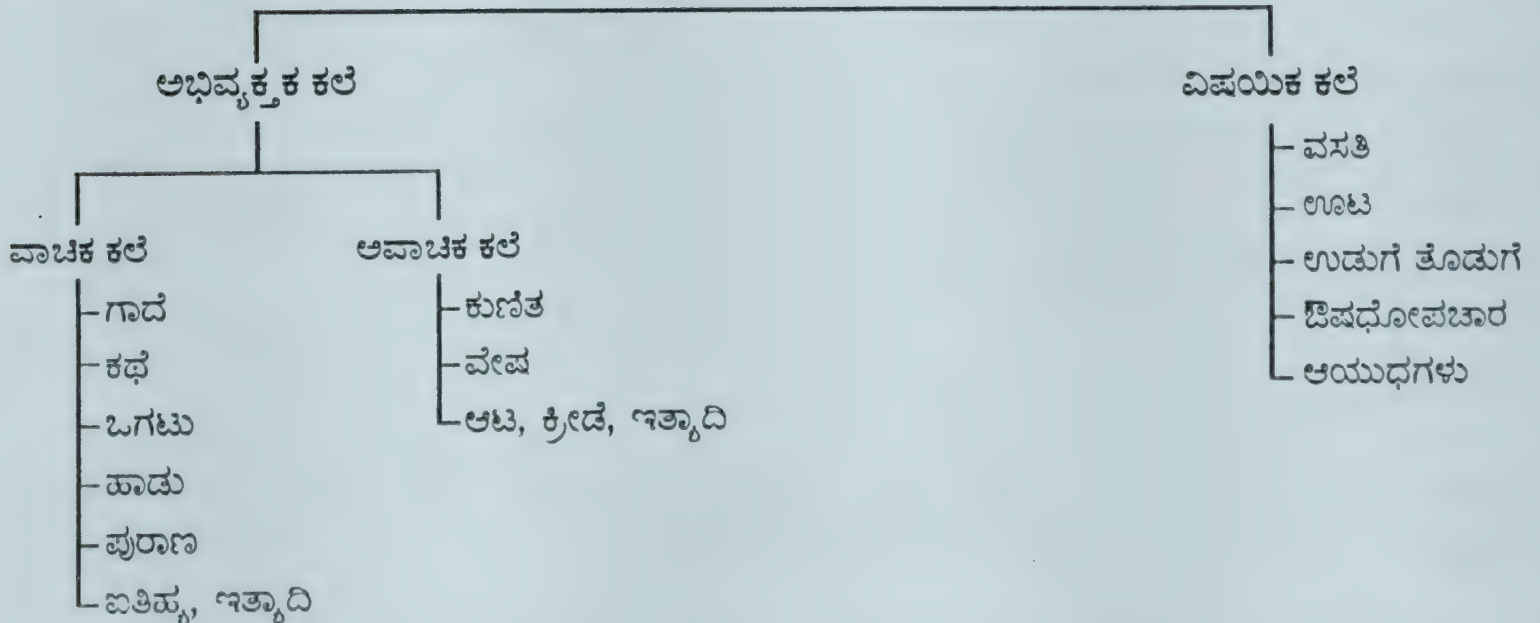 ಅಭಿವ್ಯಕ್ತಕ ಕಲೆ
ವಾಚಿಕ ಕಲೆ
ಗಾದೆ
ಕಥೆ
ಒಗಟು
ಹಾಡು
ಪುರಾಣ
ಐತಿಹ್ಯ, ಇತ್ಯಾದಿ
ಅವಾಚಿಕ ಕಲೆ
ಕುಣಿತ
ವೇಷ
ಆಟ, ಕ್ರೀಡೆ, ಇತ್ಯಾದಿ
ವಿಷಯಿಕ ಕಲೆ
ವಸತಿ
ಊಟ
ಉಡುಗೆ ತೊಡುಗೆ
ಔಷಧೋಪಚಾರ
ಆಯುಧಗಳು